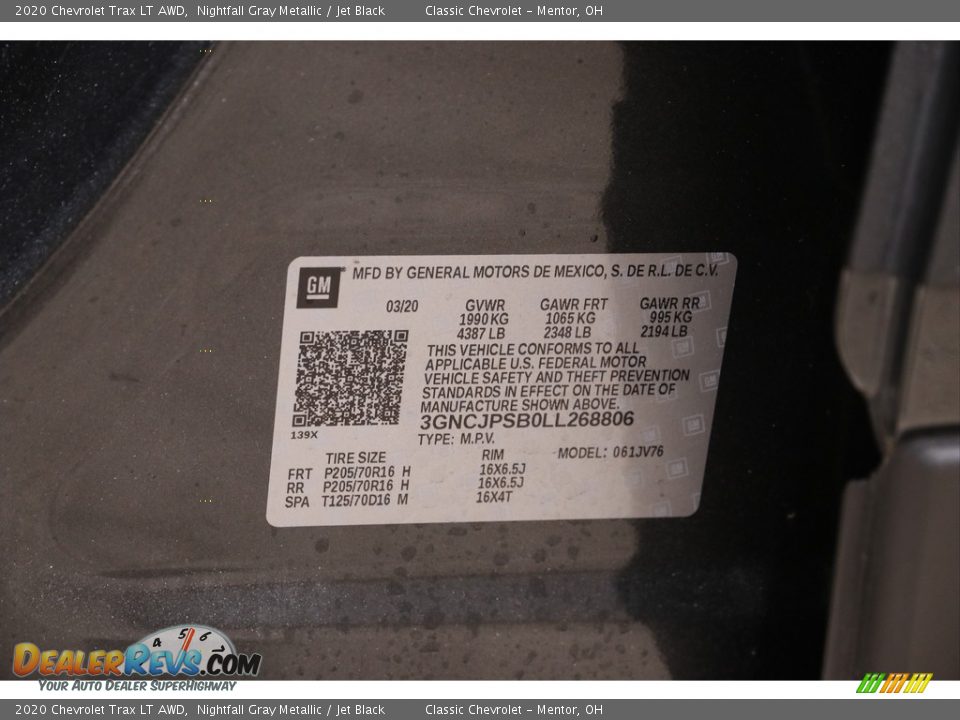 2020 Chevrolet Trax LT AWD,  Nightfall Gray Metallic / Jet Black        Classic Chevrolet - Mentor, OH
GM
MFD BY GENERAL MOTORS DE MEXICO, S. DE R.L. DE C.V.
03/20 GVWR GAWR FRT GAWR RR
1990 KG 1065 KG 995 KG
4387 LB 2348 LB 2194 LB
THIS VEHICLE CONFORMS TO ALL
APPLICABLE U.S. FEDERAL MOTOR
VEHICLE SAFETY AND THEFT PREVENTION
STANDARDS IN EFFECT ON THE DATE OF
MANUFACTURE SHOWN ABOVE.
3GNCJPSB0LL268806
139X
TYPE: M.P.V.
TIRE SIZE RIM MODEL: 061JV76
FRT P205/70R16 H 16X6.5J
RR P205/70R16 H 16X6.5J
SPA T125/70D16 M 16X4T
4 5 6
DealerRevs.com
Your Auto Dealer SuperHighway
2020 Chevrolet Trax LT AWD,  Nightfall Gray Metallic / Jet Black        Classic Chevrolet - Mentor, OH